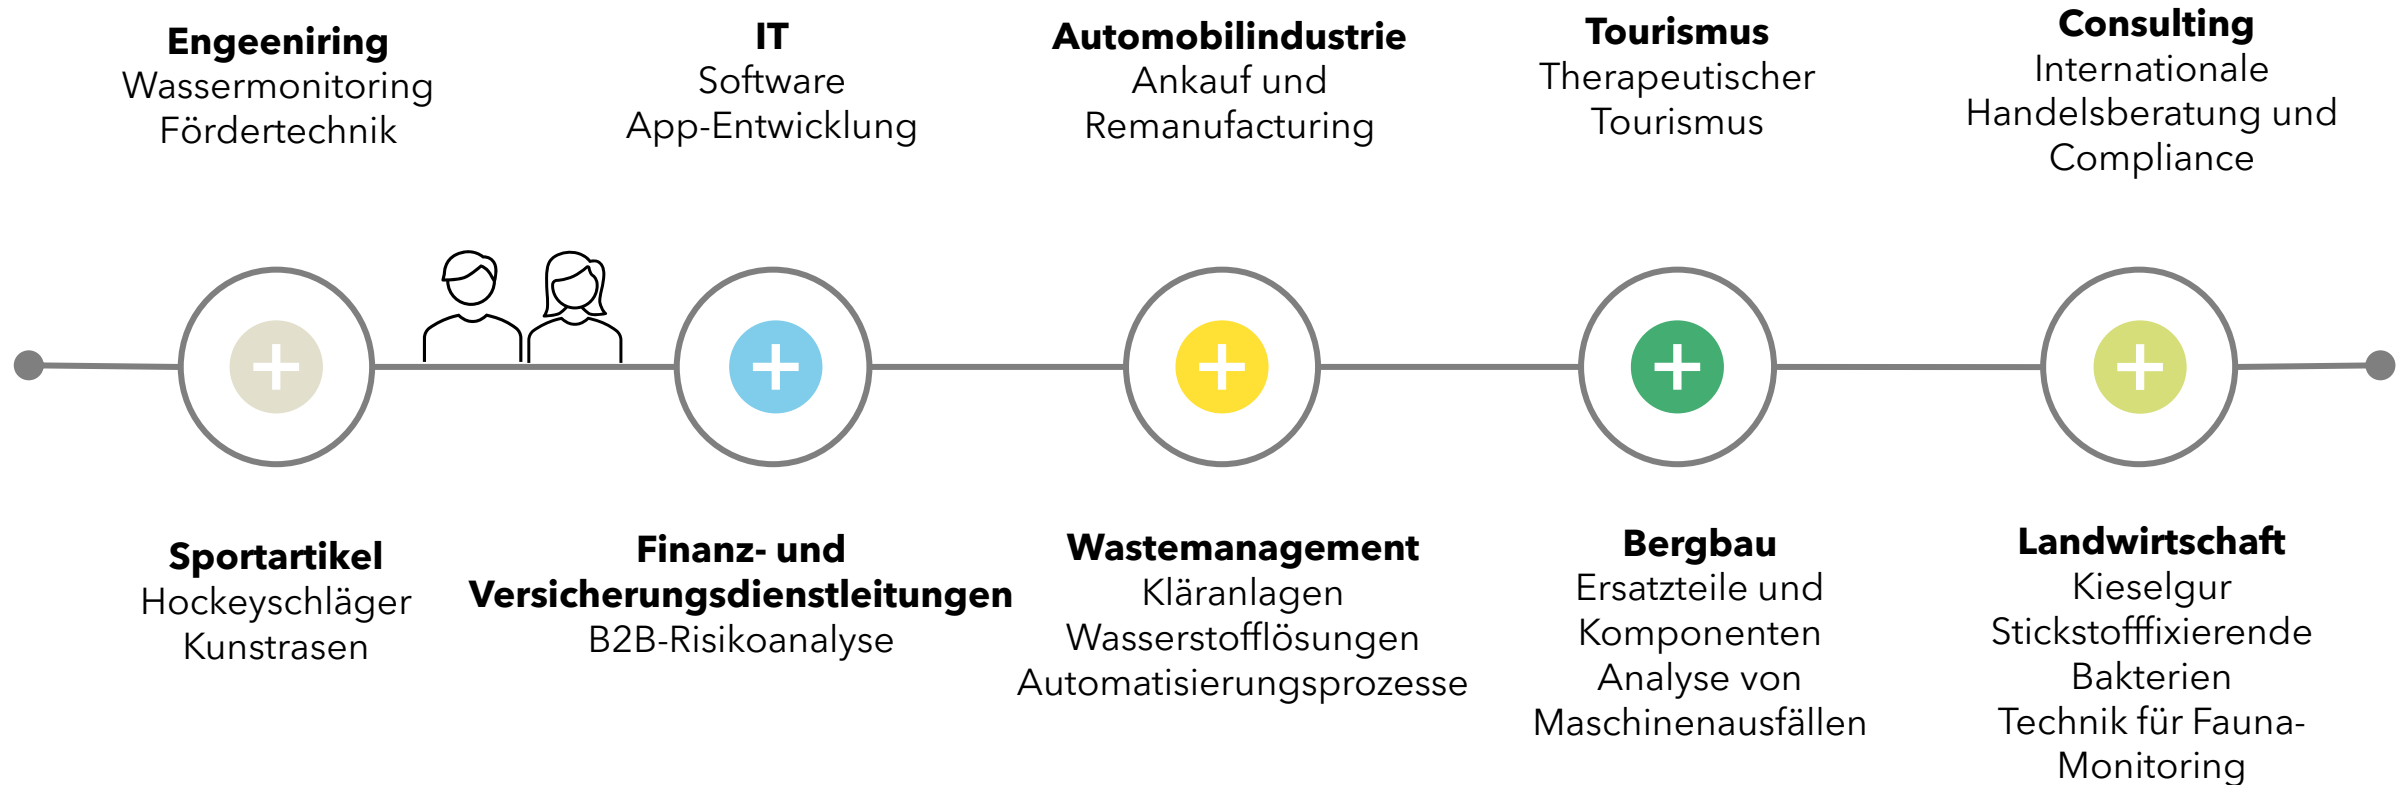 Engeeniring
Wassermonitoring
Fördertechnik
IT
Software
App-Entwicklung
Automobilindustrie
Ankauf und
Remanufacturing
Tourismus
Therapeutischer
Tourismus
Consulting
Internationale
Handelsberatung und
Compliance
Sportartikel
Hockeyschläger
Kunstrasen
Finanz- und
Versicherungsdienstleitungen
B2B-Risikoanalyse
Wastemanagement
Kläranlagen
Wasserstofflösungen
Automatisierungsprozesse
Bergbau
Ersatzteile und
Komponenten
Analyse von
Maschinenausfällen
Landwirtschaft
Kieselgur
Stickstofffixierende
Bakterien
Technik für Fauna-
Monitoring